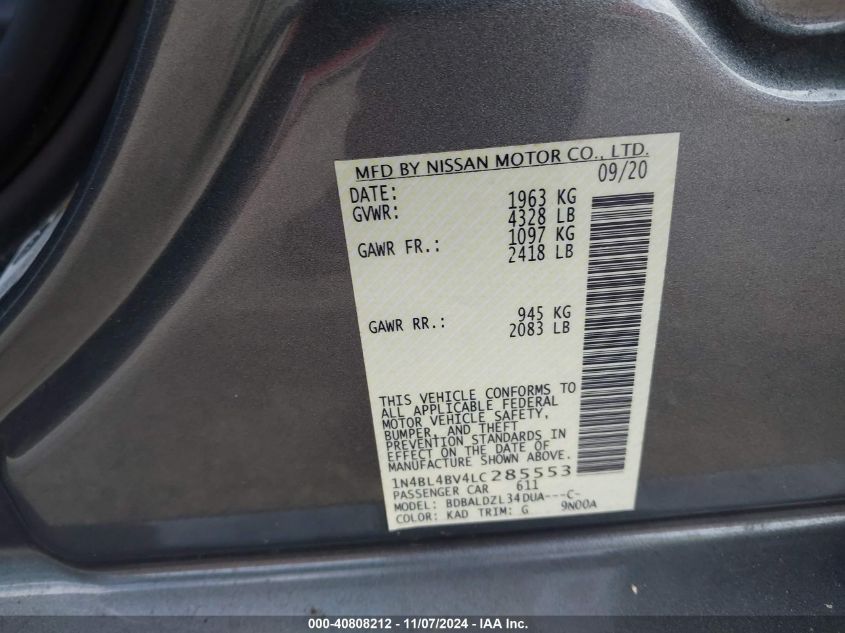 MFD BY NISSAN MOTOR CO., LTD.
DATE: 09/20
GVWR: 1963 KG
4328 LB
GAWR FR.: 1097 KG
2418 LB
GAWR RR.: 945 KG
2083 LB
THIS VEHICLE CONFORMS TO
ALL APPLICABLE FEDERAL
MOTOR VEHICLE SAFETY,
BUMPER, AND THEFT
PREVENTION STANDARDS IN
EFFECT ON THE DATE OF
MANUFACTURE SHOWN ABOVE.
1N4BL4BV4LC285553
PASSENGER CAR 611
MODEL: BDBALDZL34DUA---C-
COLOR: KAD TRIM: G 9N00A
000-40808212 - 11/07/2024 - IAA Inc.